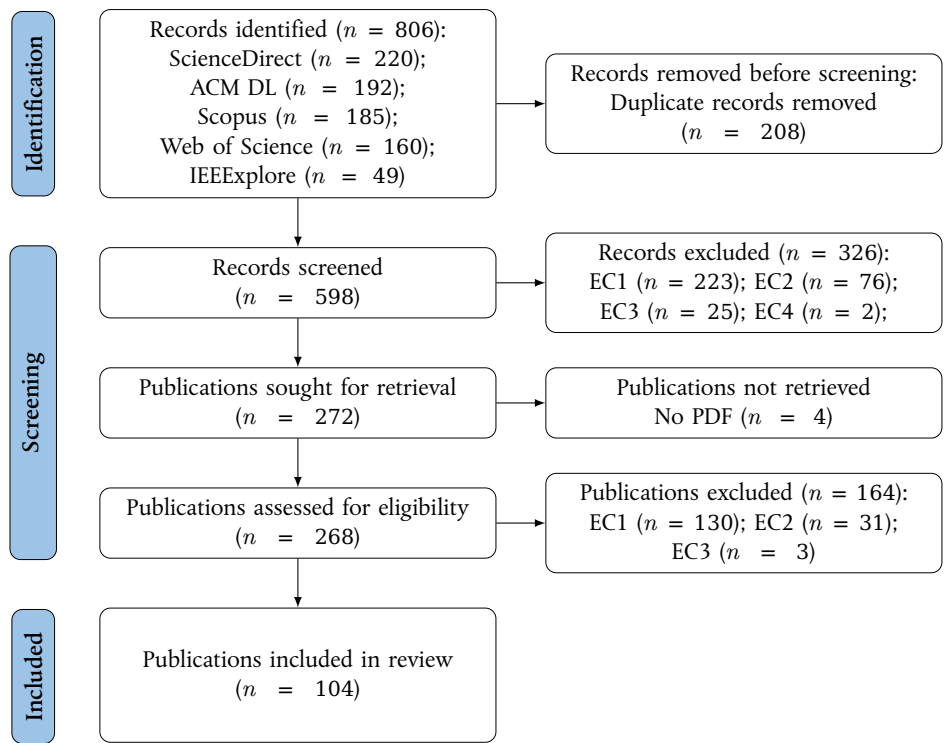 Identification
Records identified (n = 806):
ScienceDirect (n = 220);
ACM DL (n = 192);
Scopus (n = 185);
Web of Science (n = 160);
IEEExplore (n = 49)
Records removed before screening:
Duplicate records removed
(n = 208)
Screening
Records screened
(n = 598)
Records excluded (n = 326):
EC1 (n = 223); EC2 (n = 76);
EC3 (n = 25); EC4 (n = 2);
Publications sought for retrieval
(n = 272)
Publications not retrieved
No PDF (n = 4)
Publications assessed for eligibility
(n = 268)
Publications excluded (n = 164):
EC1 (n = 130); EC2 (n = 31);
EC3 (n = 3)
Included
Publications included in review
(n = 104)